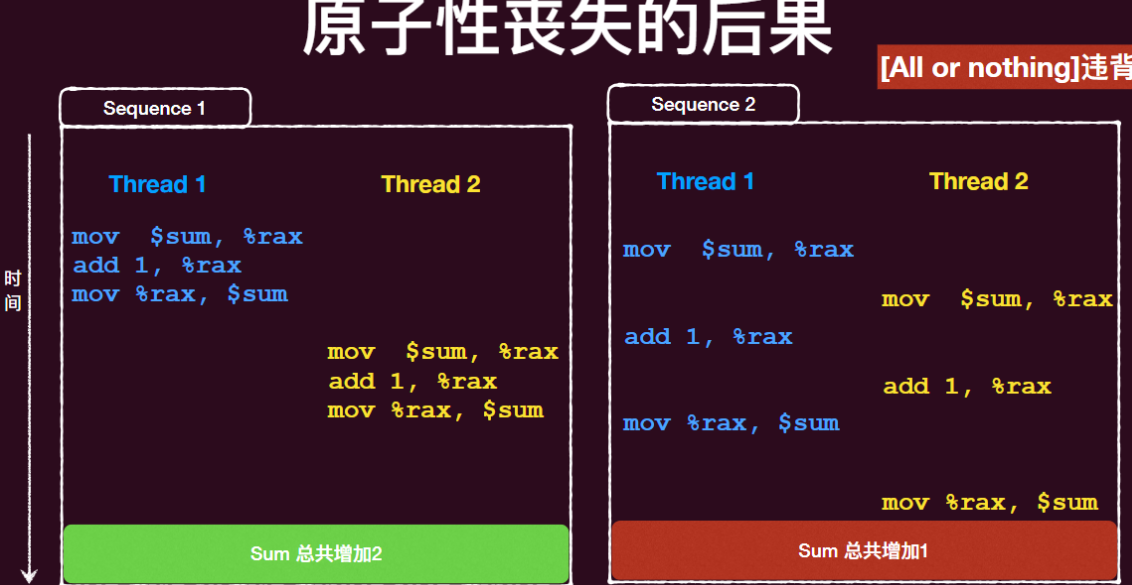 原子性丧失的后果
[All or nothing]违背
Sequence 1
Thread 1
Thread 2
mov $sum, %rax
add 1, %rax
mov %rax, $sum
mov $sum, %rax
add 1, %rax
mov %rax, $sum
Sum 总共增加2
Sequence 2
Thread 1
Thread 2
mov $sum, %rax
mov $sum, %rax
add 1, %rax
add 1, %rax
mov %rax, $sum
mov %rax, $sum
Sum 总共增加1
时间